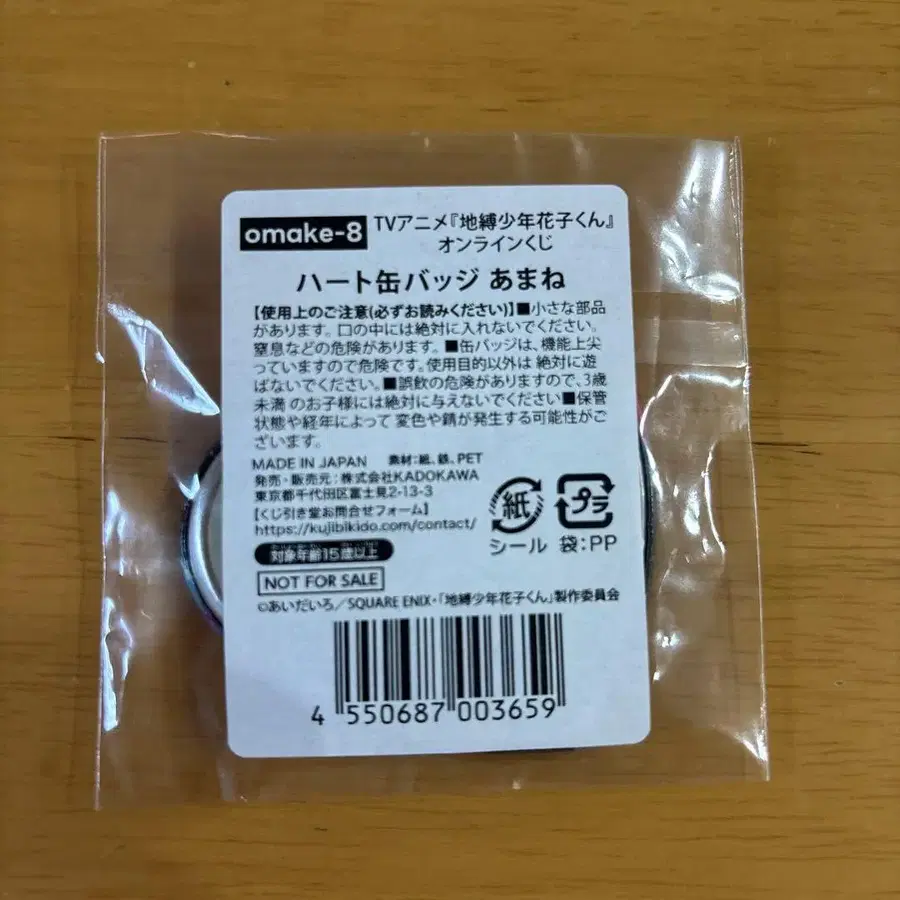 omake-8 TVアニメ『地縛少年花子くん』
オンラインくじ
ハート缶バッジ あまね
【使用上のご注意(必ずお読みください)】■小さな部品
があります。口の中には絶対に入れないでください。
窒息などの危険があります。■缶バッジは、機能上尖
っていますので危険です。使用目的以外は 絶対に遊
ばないでください。■誤飲の危険がありますので、3歳
未満 のお子様には絶対に与えないでください■保管
状態や経年によって 変色や錆が発生する可能性がご
ざいます。
MADE IN JAPAN 素材:紙、鉄、PET
発売・販売元:株式会社KADOKAWA
東京都千代田区富士見2-13-3
【くじ引き堂お問合せフォーム】
https://kujibikido.com/contact/
紙 プラ
シール 袋:PP
対象年齢15歳以上
NOT FOR SALE
©あいだいろ/SQUARE ENIX・「地縛少年花子くん」製作委員会
4 550687 003659